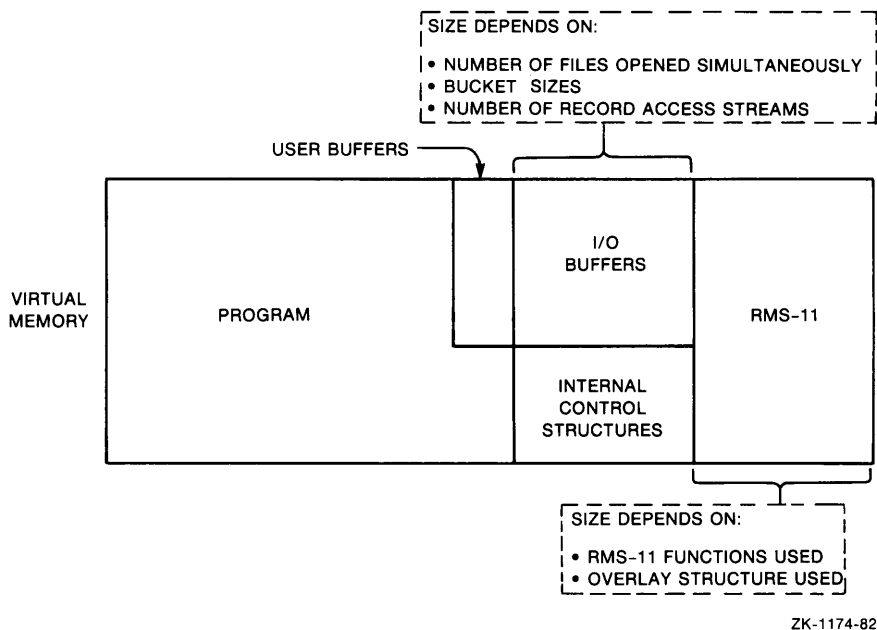 SIZE DEPENDS ON:
• NUMBER OF FILES OPENED SIMULTANEOUSLY
• BUCKET SIZES
• NUMBER OF RECORD ACCESS STREAMS
USER BUFFERS
I/O
BUFFERS
VIRTUAL
MEMORY
PROGRAM
RMS-11
INTERNAL
CONTROL
STRUCTURES
SIZE DEPENDS ON:
• RMS-11 FUNCTIONS USED
• OVERLAY STRUCTURE USED
ZK-1174-82